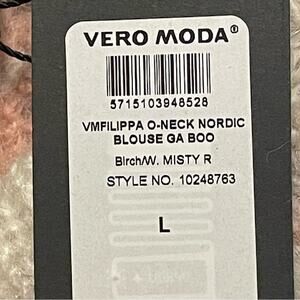 VERO MODA®
5715103948528
VMFILIPPA O-NECK NORDIC
BLOUSE GA BOO
Birch/W. MISTY R
STYLE NO. 10248763
L